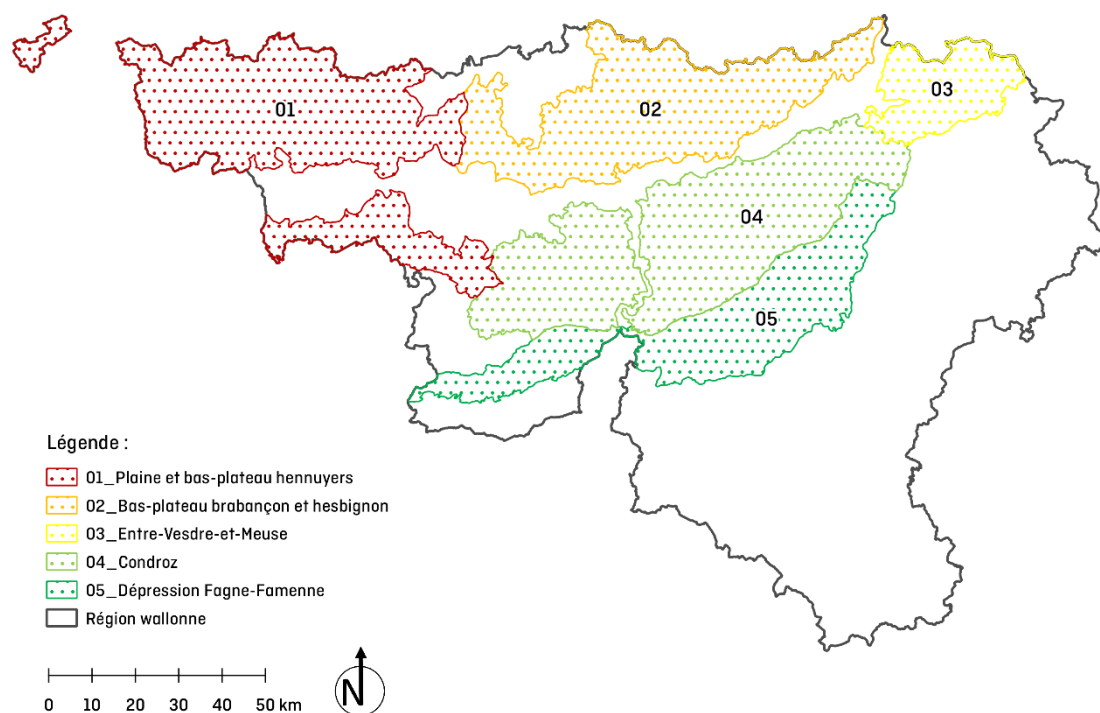 01
02
03
04
05
Légende :
01_Plaine et bas-plateau hennuyers
02_Bas-plateau brabançon et hesbignon
03_Entre-Vesdre-et-Meuse
04_Condroz
05_Dépression Fagne-Famenne
Région wallonne
0 10 20 30 40 50 km
N